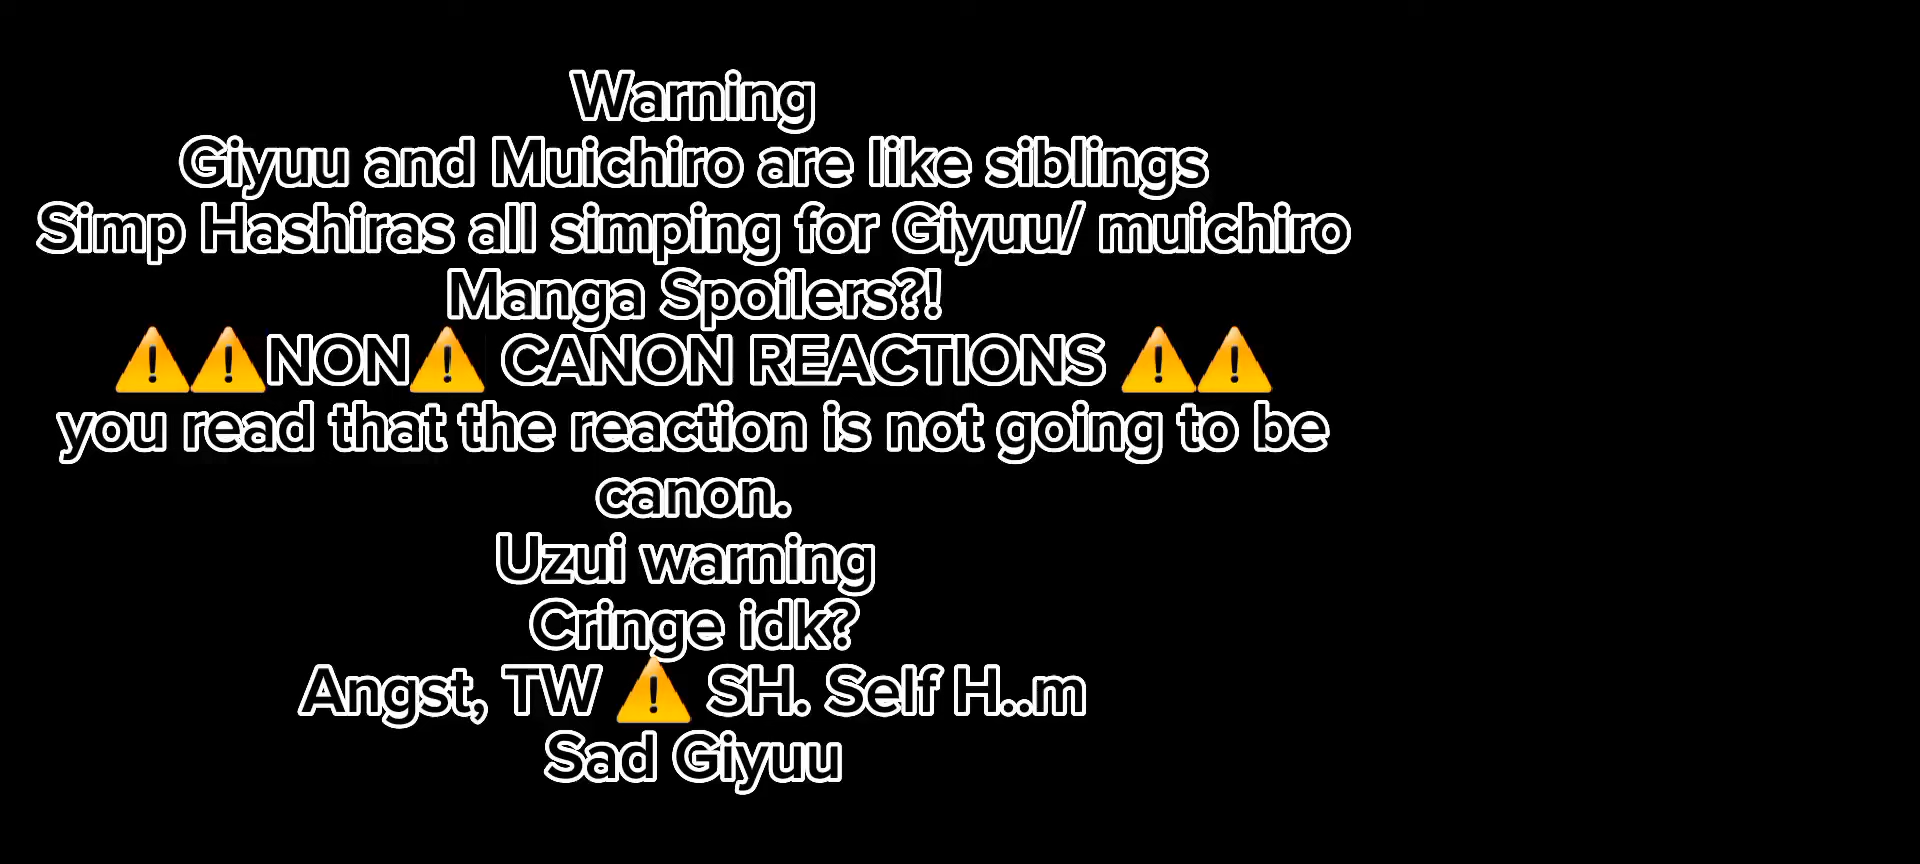 Warning
Giyuu and Muichiro are like siblings
Simp Hashiras all simping for Giyuu/ muichiro
Manga Spoilers?!
⚠️⚠️NON⚠️ CANON REACTIONS ⚠️⚠️
you read that the reaction is not going to be
canon.
Uzui warning
Cringe idk?
Angst, TW ⚠️ SH. Self H..m
Sad Giyuu